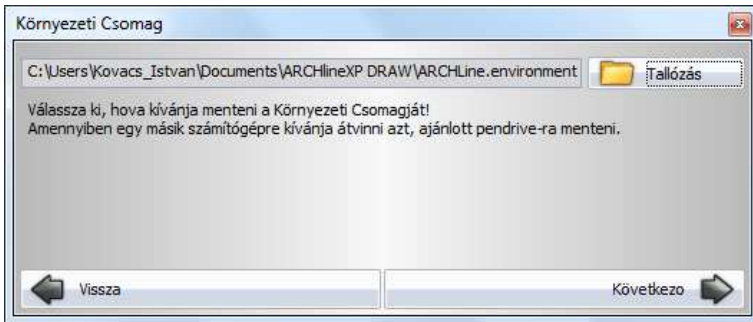 Környezeti Csomag
C:\Users\Kovacs_Istvan\Documents\ARCHlineXP DRAW\ARCHLine.environment
Tallózás
Válassza ki, hova kívánja menteni a Környezeti Csomagját!
Amennyiben egy másik számítógépre kívánja átvinni azt, ajánlott pendrive-ra menteni.
Vissza
Következo